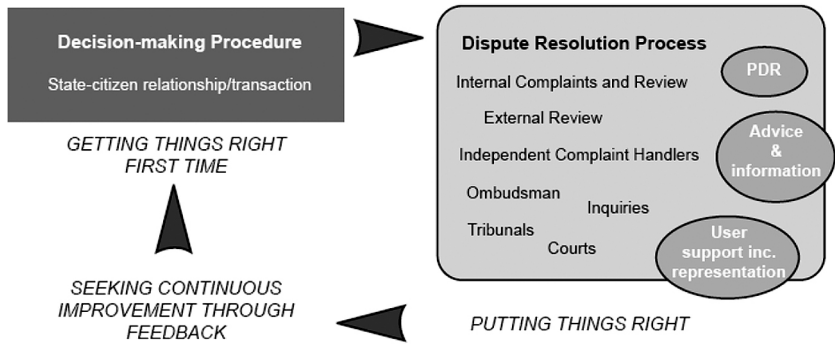 Decision-making Procedure
State-citizen relationship/transaction
GETTING THINGS RIGHT
FIRST TIME
Dispute Resolution Process
Internal Complaints and Review
External Review
Independent Complaint Handlers
Ombudsman
Inquiries
Tribunals
Courts
PDR
Advice
&
information
User
support inc.
representation
PUTTING THINGS RIGHT
SEEKING CONTINUOUS
IMPROVEMENT THROUGH
FEEDBACK